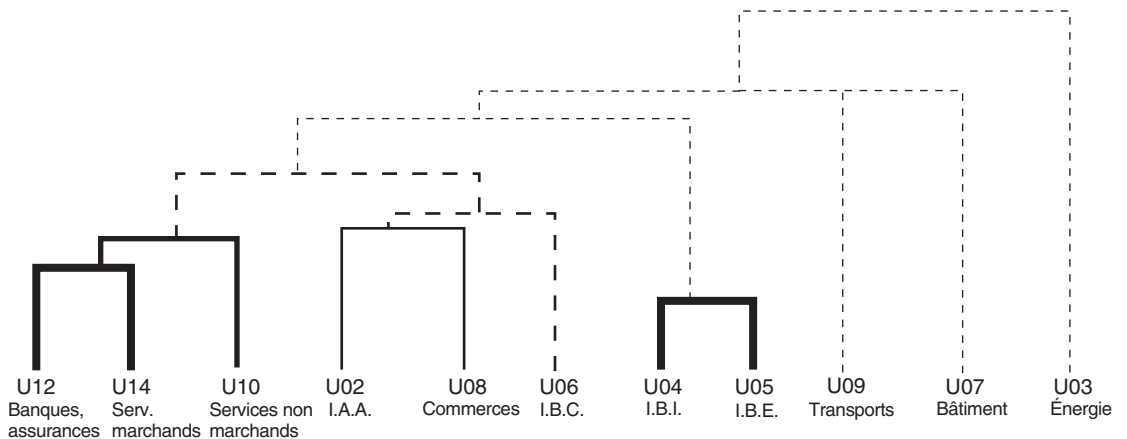 U12 U14 U10 U02 U08 U06 U04 U05 U09 U07 U03
Banques, Serv. Services non I.A.A. Commerces I.B.C. I.B.I. I.B.E. Transports Bâtiment Énergie
assurances marchands marchands